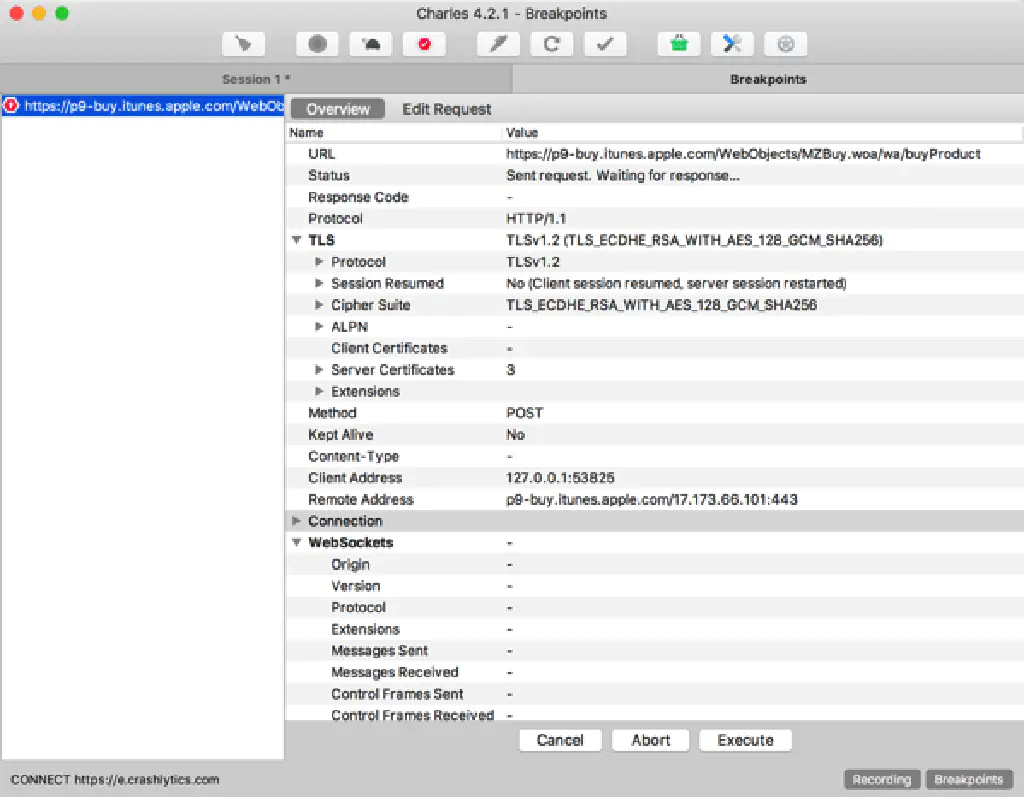 Charles 4.2.1 - Breakpoints
Session 1 *
Breakpoints
https://p9-buy.itunes.apple.com/WebOb
Overview Edit Request
Name Value
URL https://p9-buy.itunes.apple.com/WebObjects/MZBuy.woa/wa/buyProduct
Status Sent request. Waiting for response...
Response Code -
Protocol HTTP/1.1
TLS TLSv1.2 (TLS_ECDHE_RSA_WITH_AES_128_GCM_SHA256)
Protocol TLSv1.2
Session Resumed No (Client session resumed, server session restarted)
Cipher Suite TLS_ECDHE_RSA_WITH_AES_128_GCM_SHA256
ALPN -
Client Certificates -
Server Certificates 3
Extensions
Method POST
Kept Alive No
Content-Type -
Client Address 127.0.0.1:53825
Remote Address p9-buy.itunes.apple.com/17.173.66.101:443
Connection
WebSockets -
Origin -
Version -
Protocol -
Extensions -
Messages Sent -
Messages Received -
Control Frames Sent -
Control Frames Received -
Cancel Abort Execute
CONNECT https://e.crashlytics.com
Recording Breakpoints